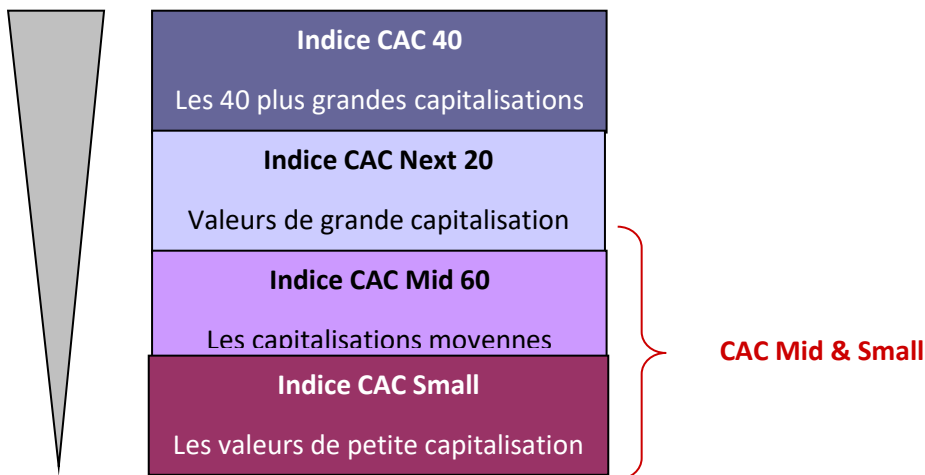 Indice CAC 40
Les 40 plus grandes capitalisations
Indice CAC Next 20
Valeurs de grande capitalisation
Indice CAC Mid 60
Les capitalisations moyennes
CAC Mid & Small
Indice CAC Small
Les valeurs de petite capitalisation